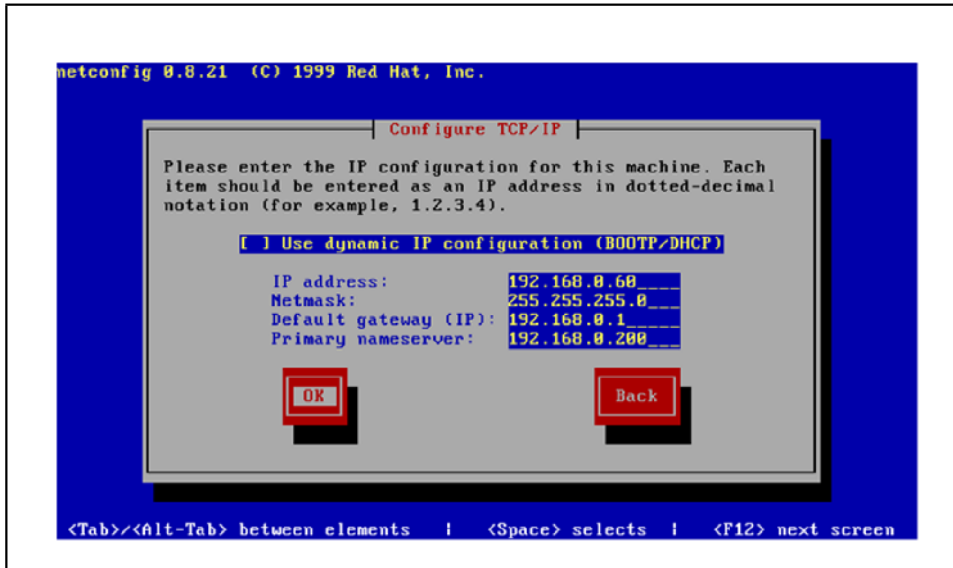 netconfig 0.8.21 (C) 1999 Red Hat, Inc.
Configure TCP/IP
Please enter the IP configuration for this machine. Each
item should be entered as an IP address in dotted-decimal
notation (for example, 1.2.3.4).
[ ] Use dynamic IP configuration (BOOTP/DHCP)
IP address: 192.168.0.60____
Netmask: 255.255.255.0___
Default gateway (IP): 192.168.0.1_____
Primary nameserver: 192.168.0.200___
OK Back
<Tab>/<Alt-Tab> between elements | <Space> selects | <F12> next screen